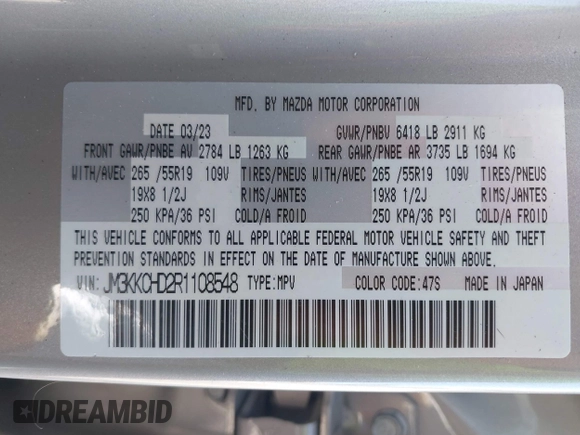 MFD. BY MAZDA MOTOR CORPORATION
DATE 03/23 GVWR/PNBV 6418 LB 2911 KG
FRONT GAWR/PNBE AV 2784 LB 1263 KG REAR GAWR/PNBE AR 3735 LB 1694 KG
WITH/AVEC 265 /55R19 109V TIRES/PNEUS WITH/AVEC 265 /55R19 109V TIRES/PNEUS
19X8 1/2J RIMS/JANTES 19X8 1/2J RIMS/JANTES
250 KPA/36 PSI COLD/A FROID 250 KPA/36 PSI COLD/A FROID
THIS VEHICLE CONFORMS TO ALL APPLICABLE FEDERAL MOTOR VEHICLE SAFETY AND THEFT
PREVENTION STANDARDS IN EFFECT ON THE DATE OF MANUFACTURE SHOWN ABOVE.
VIN: JM3KKCHD2R1108548 TYPE:MPV COLOR CODE:47S MADE IN JAPAN
DREAMBID